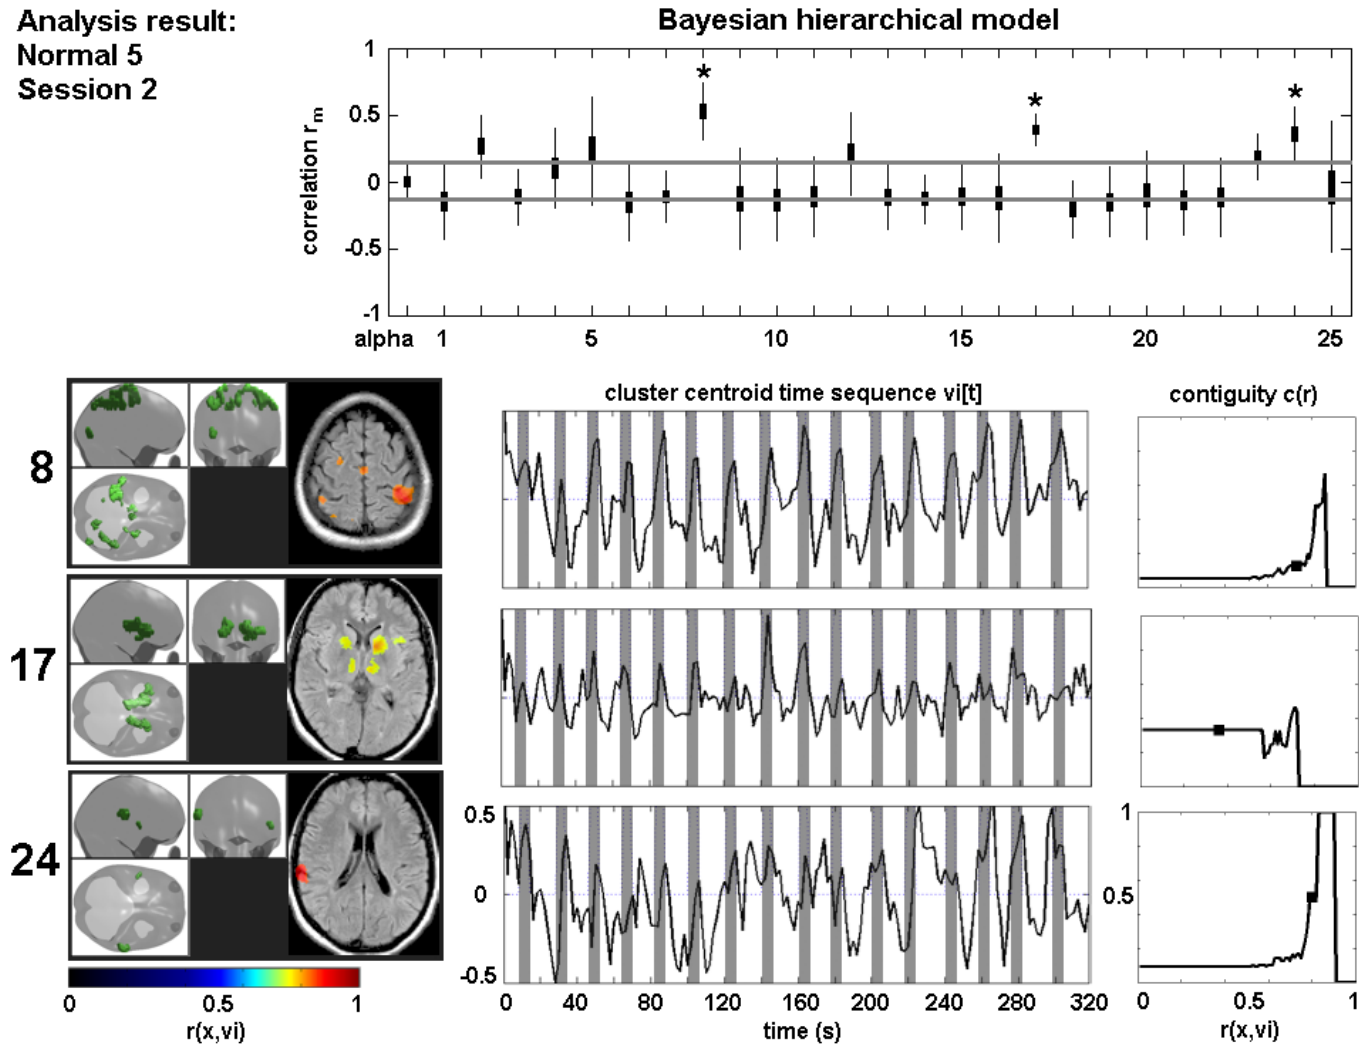 Analysis result:
Normal 5
Session 2
Bayesian hierarchical model
correlation rm
1
0.5
0
-0.5
-1
* * *
alpha 1 5 10 15 20 25
cluster centroid time sequence vi[t]
contiguity c(r)
8
17
24
0.5
0
-0.5
1
0.5
0 0.5 1
r(x,vi)
0 40 80 120 160 200 240 280 320
time (s)
0 0.5 1
r(x,vi)